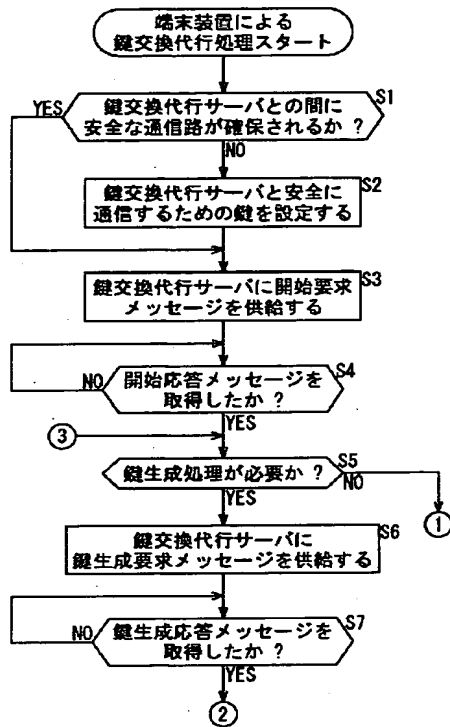 端末装置による
鍵交換代行処理スタート
S1
鍵交換代行サーバとの間に
安全な通信路が確保されるか ?
YES
NO
S2
鍵交換代行サーバと安全に
通信するための鍵を設定する
S3
鍵交換代行サーバに開始要求
メッセージを供給する
S4
開始応答メッセージを
取得したか ?
NO
YES
③
鍵生成処理が必要か ?
S5
NO
YES
①
S6
鍵交換代行サーバに
鍵生成要求メッセージを供給する
S7
鍵生成応答メッセージを
取得したか ?
NO
YES
②